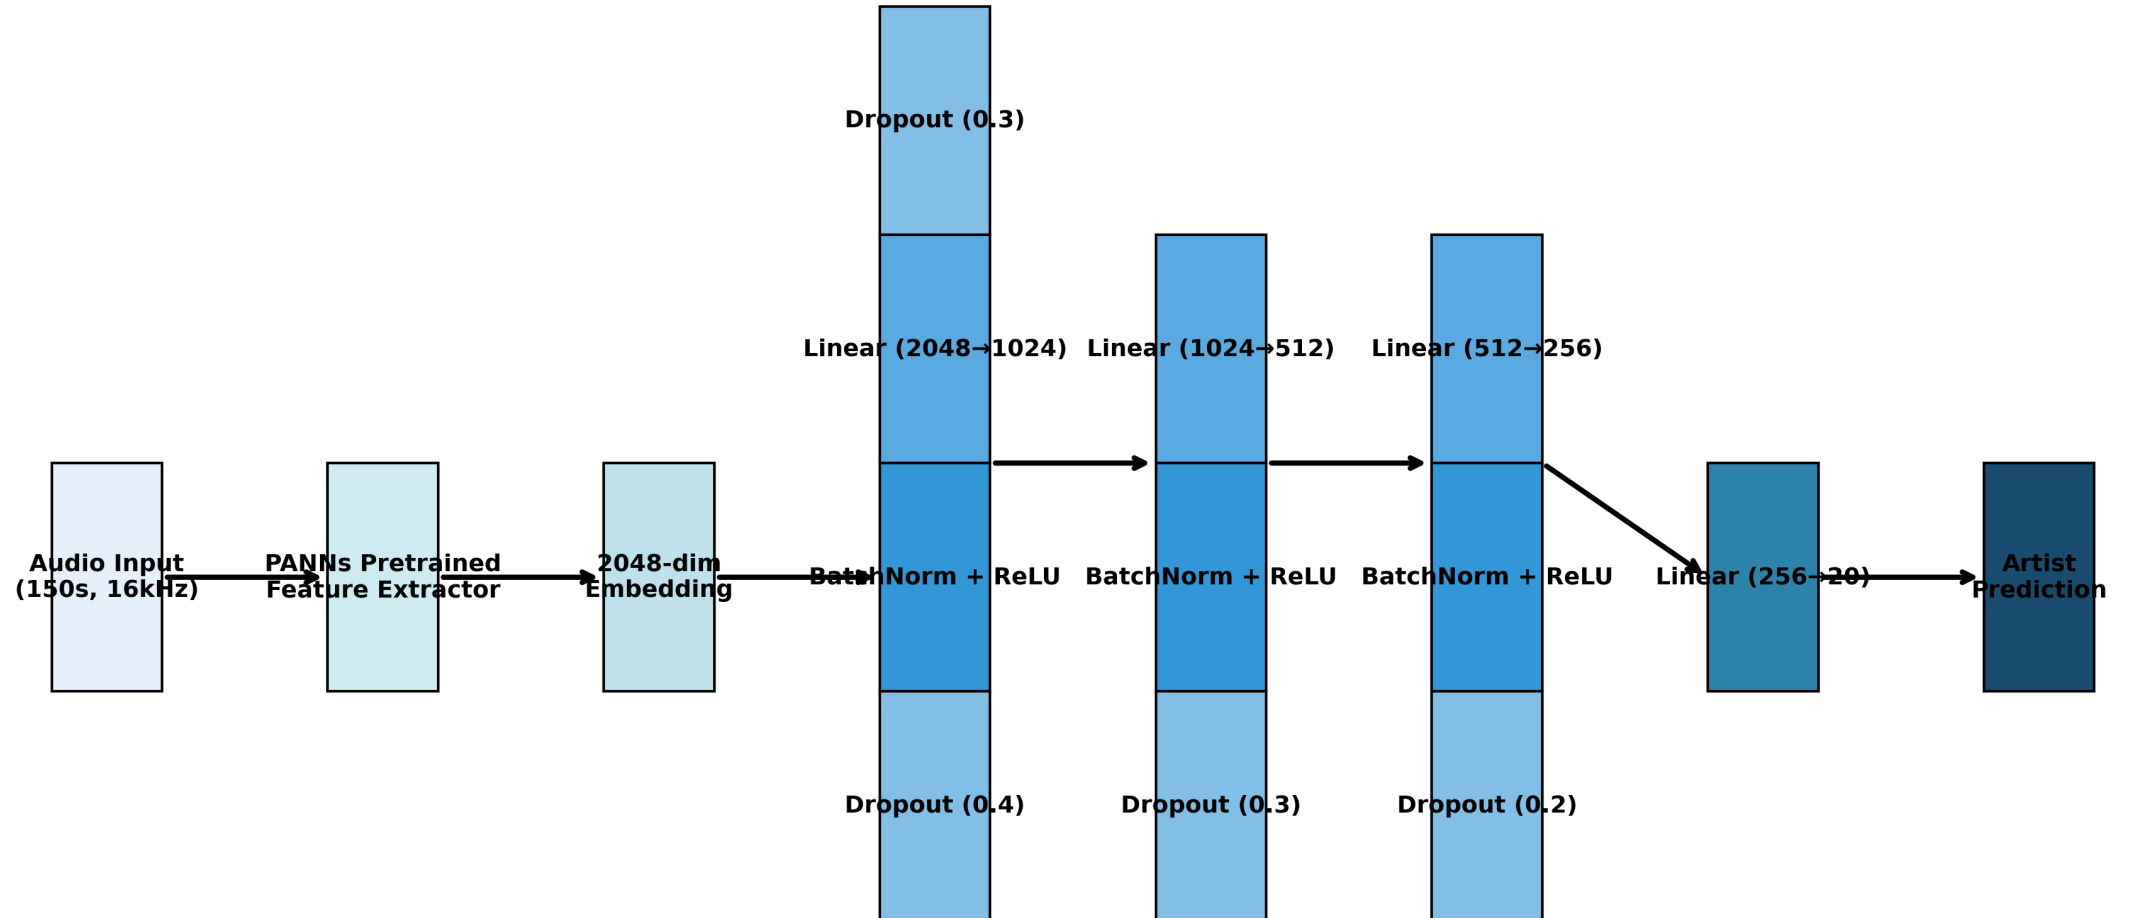 Audio Input
(150s, 16kHz)
PANNs Pretrained
Feature Extractor
2048-dim
Embedding
Dropout (0.3)
Linear (2048→1024)
BatchNorm + ReLU
Dropout (0.4)
Linear (1024→512)
BatchNorm + ReLU
Dropout (0.3)
Linear (512→256)
BatchNorm + ReLU
Dropout (0.2)
Linear (256→20)
Artist
Prediction